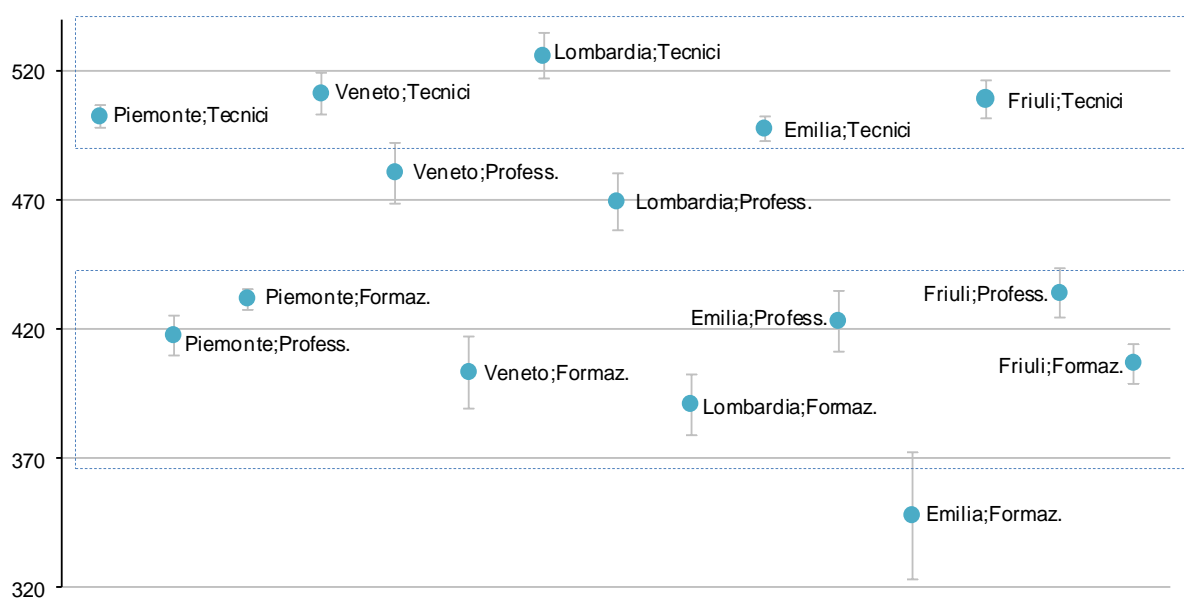 520
470
420
370
320
Lombardia;Tecnici
Veneto;Tecnici
Piemonte;Tecnici
Friuli;Tecnici
Emilia;Tecnici
Veneto;Profess.
Lombardia;Profess.
Piemonte;Formaz.
Friuli;Profess.
Emilia;Profess.
Piemonte;Profess.
Friuli;Formaz.
Veneto;Formaz.
Lombardia;Formaz.
Emilia;Formaz.